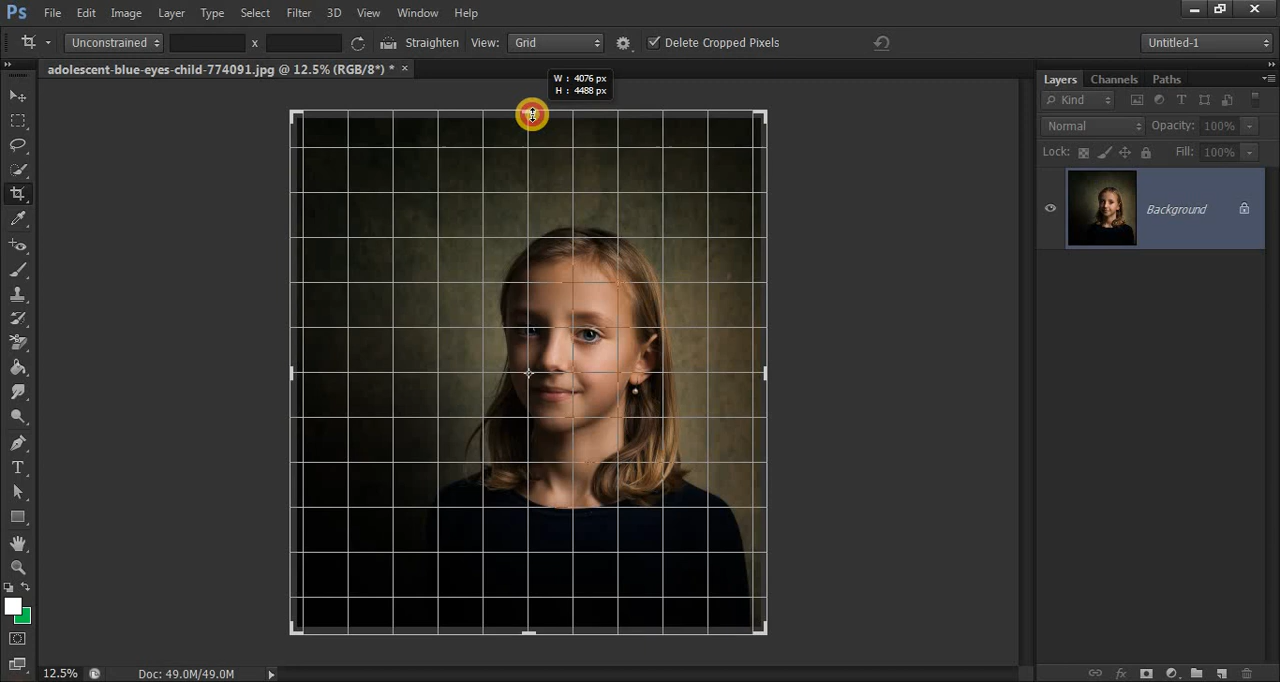 Ps File Edit Image Layer Type Select Filter 3D View Window Help
Unconstrained x Straighten View: Grid Delete Cropped Pixels Untitled-1
adolescent-blue-eyes-child-774091.jpg @ 12.5% (RGB/8*) * ×
W : 4076 px
H : 4488 px
Layers Channels Paths
Kind
Normal Opacity: 100%
Lock: Fill: 100%
Background
12.5% Doc: 49.0M/49.0M